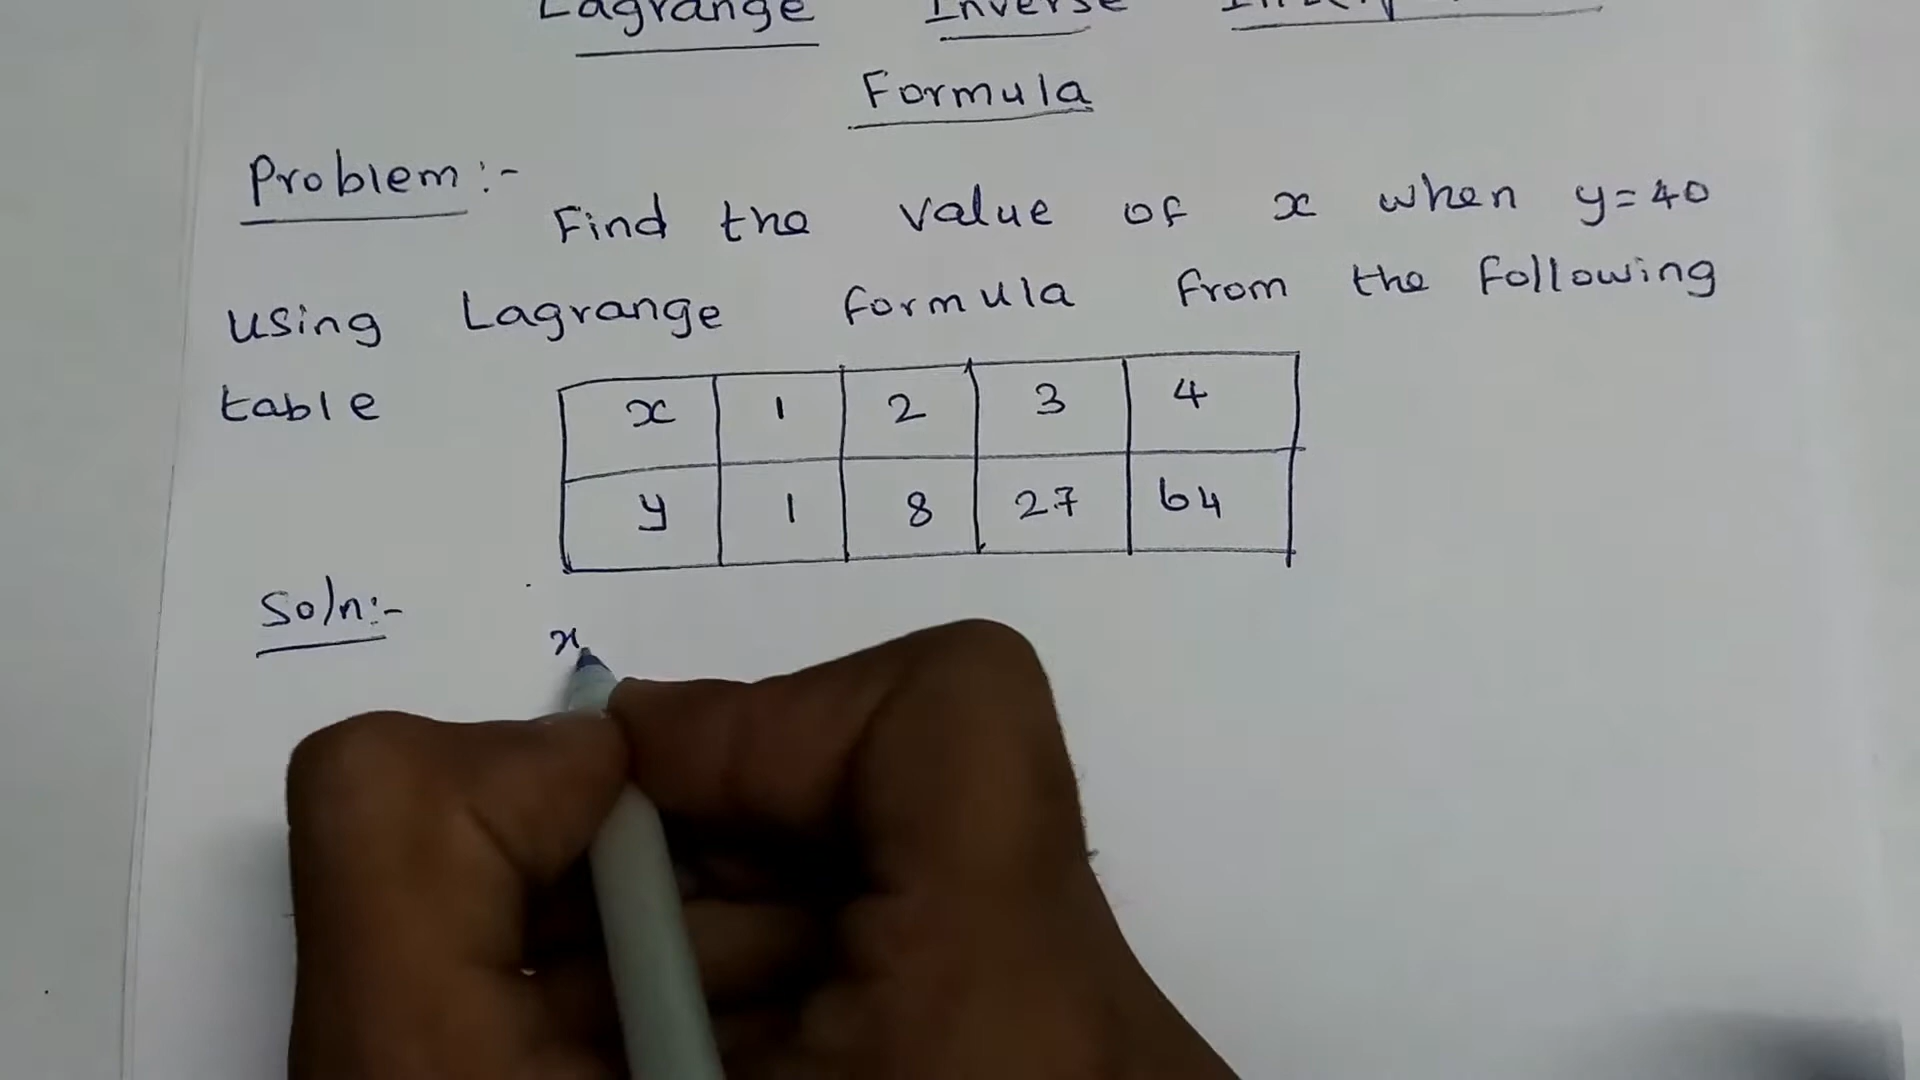 Lagrange Inverse
Formula
Problem :-
Find the value of x when y=40
using Lagrange formula from the following
table
x 1 2 3 4
y 1 8 27 64
Soln:-
x